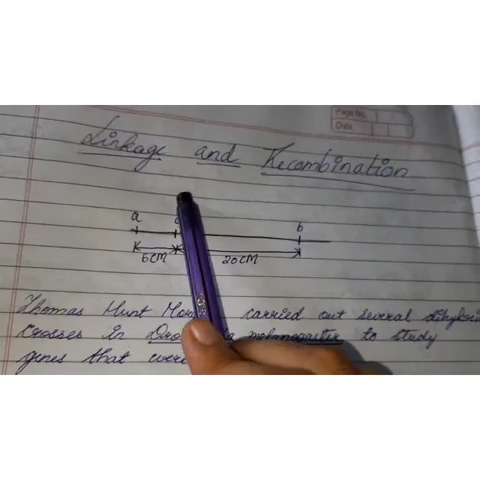 Page No.
Date
Linkage and Recombination
a b
5CM 20CM
Thomas Hunt carried out several
crosses in melanogaster to study
genes that were